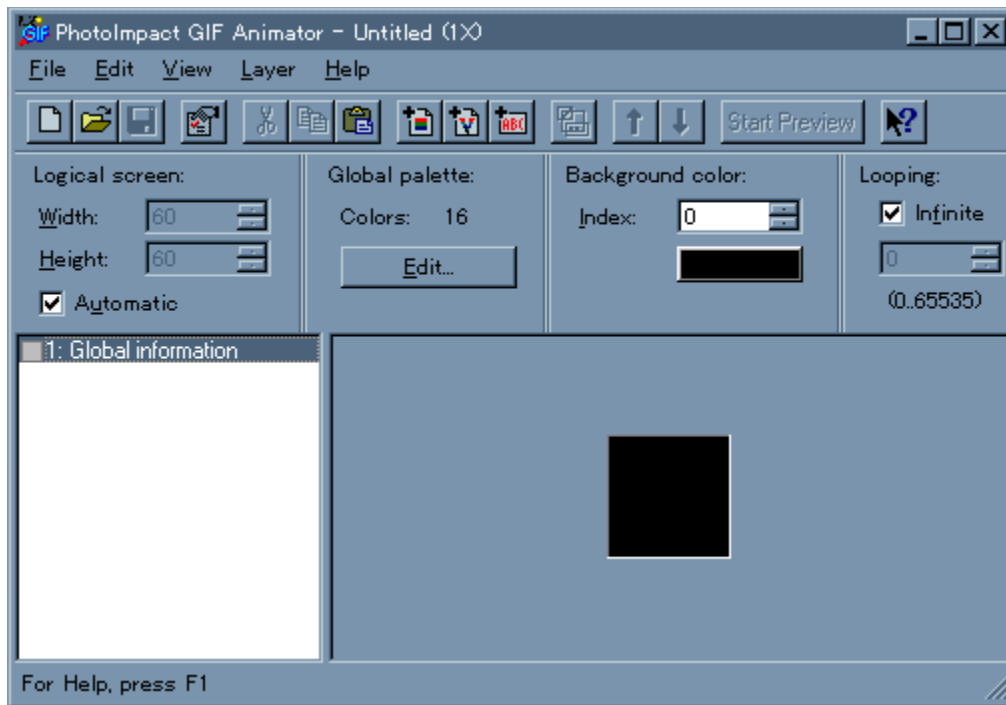 PhotoImpact GIF Animator - Untitled (1X)
File Edit View Layer Help
ABC Start Preview ?
Logical screen: Global palette: Background color: Looping:
Width: 60 Colors: 16 Index: 0 Infinite
Height: 60 Edit... 0
Automatic (0..65535)
1: Global information
For Help, press F1